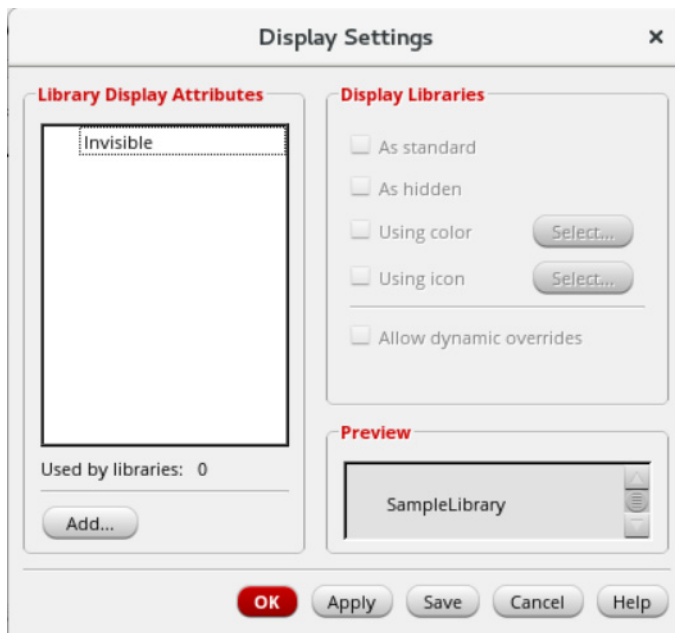 Display Settings
Library Display Attributes
Invisible
Used by libraries: 0
Add...
Display Libraries
As standard
As hidden
Using color Select...
Using icon Select...
Allow dynamic overrides
Preview
SampleLibrary
OK Apply Save Cancel Help